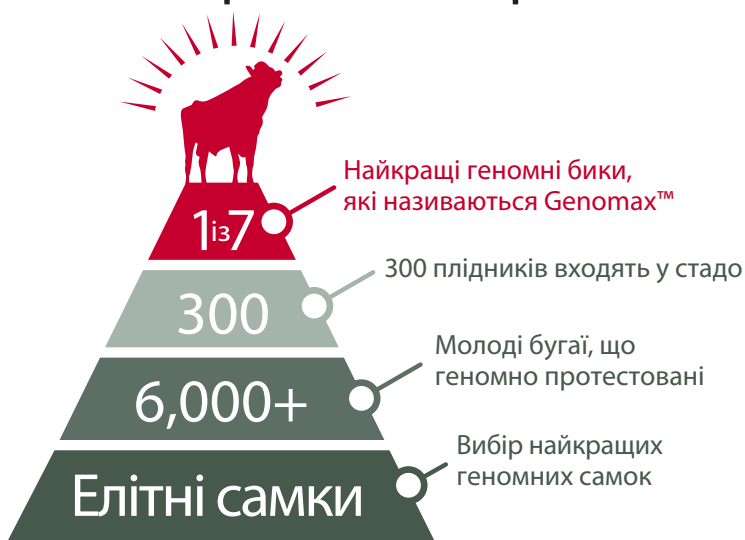 Найкращі геномні бики,
які називаються Genomax™
1із7
300 плідників входять у стадо
300
Молоді бугаї, що
геномно протестовані
6,000+
Вибір найкращих
геномних самок
Елітні самки